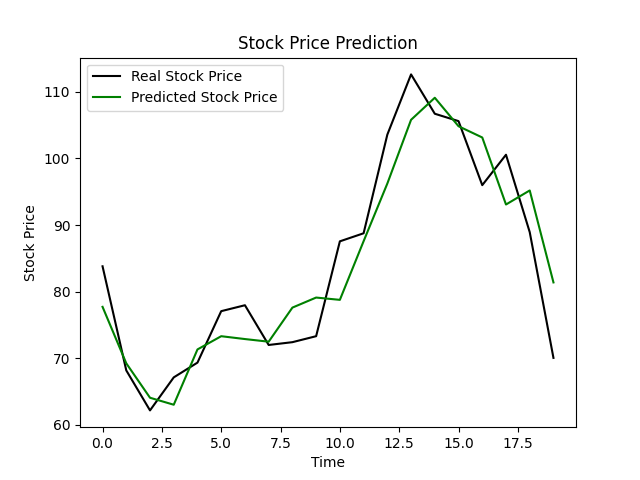 Stock Price Prediction
Real Stock Price
Predicted Stock Price
Stock Price
110
100
90
80
70
60
0.0 2.5 5.0 7.5 10.0 12.5 15.0 17.5
Time